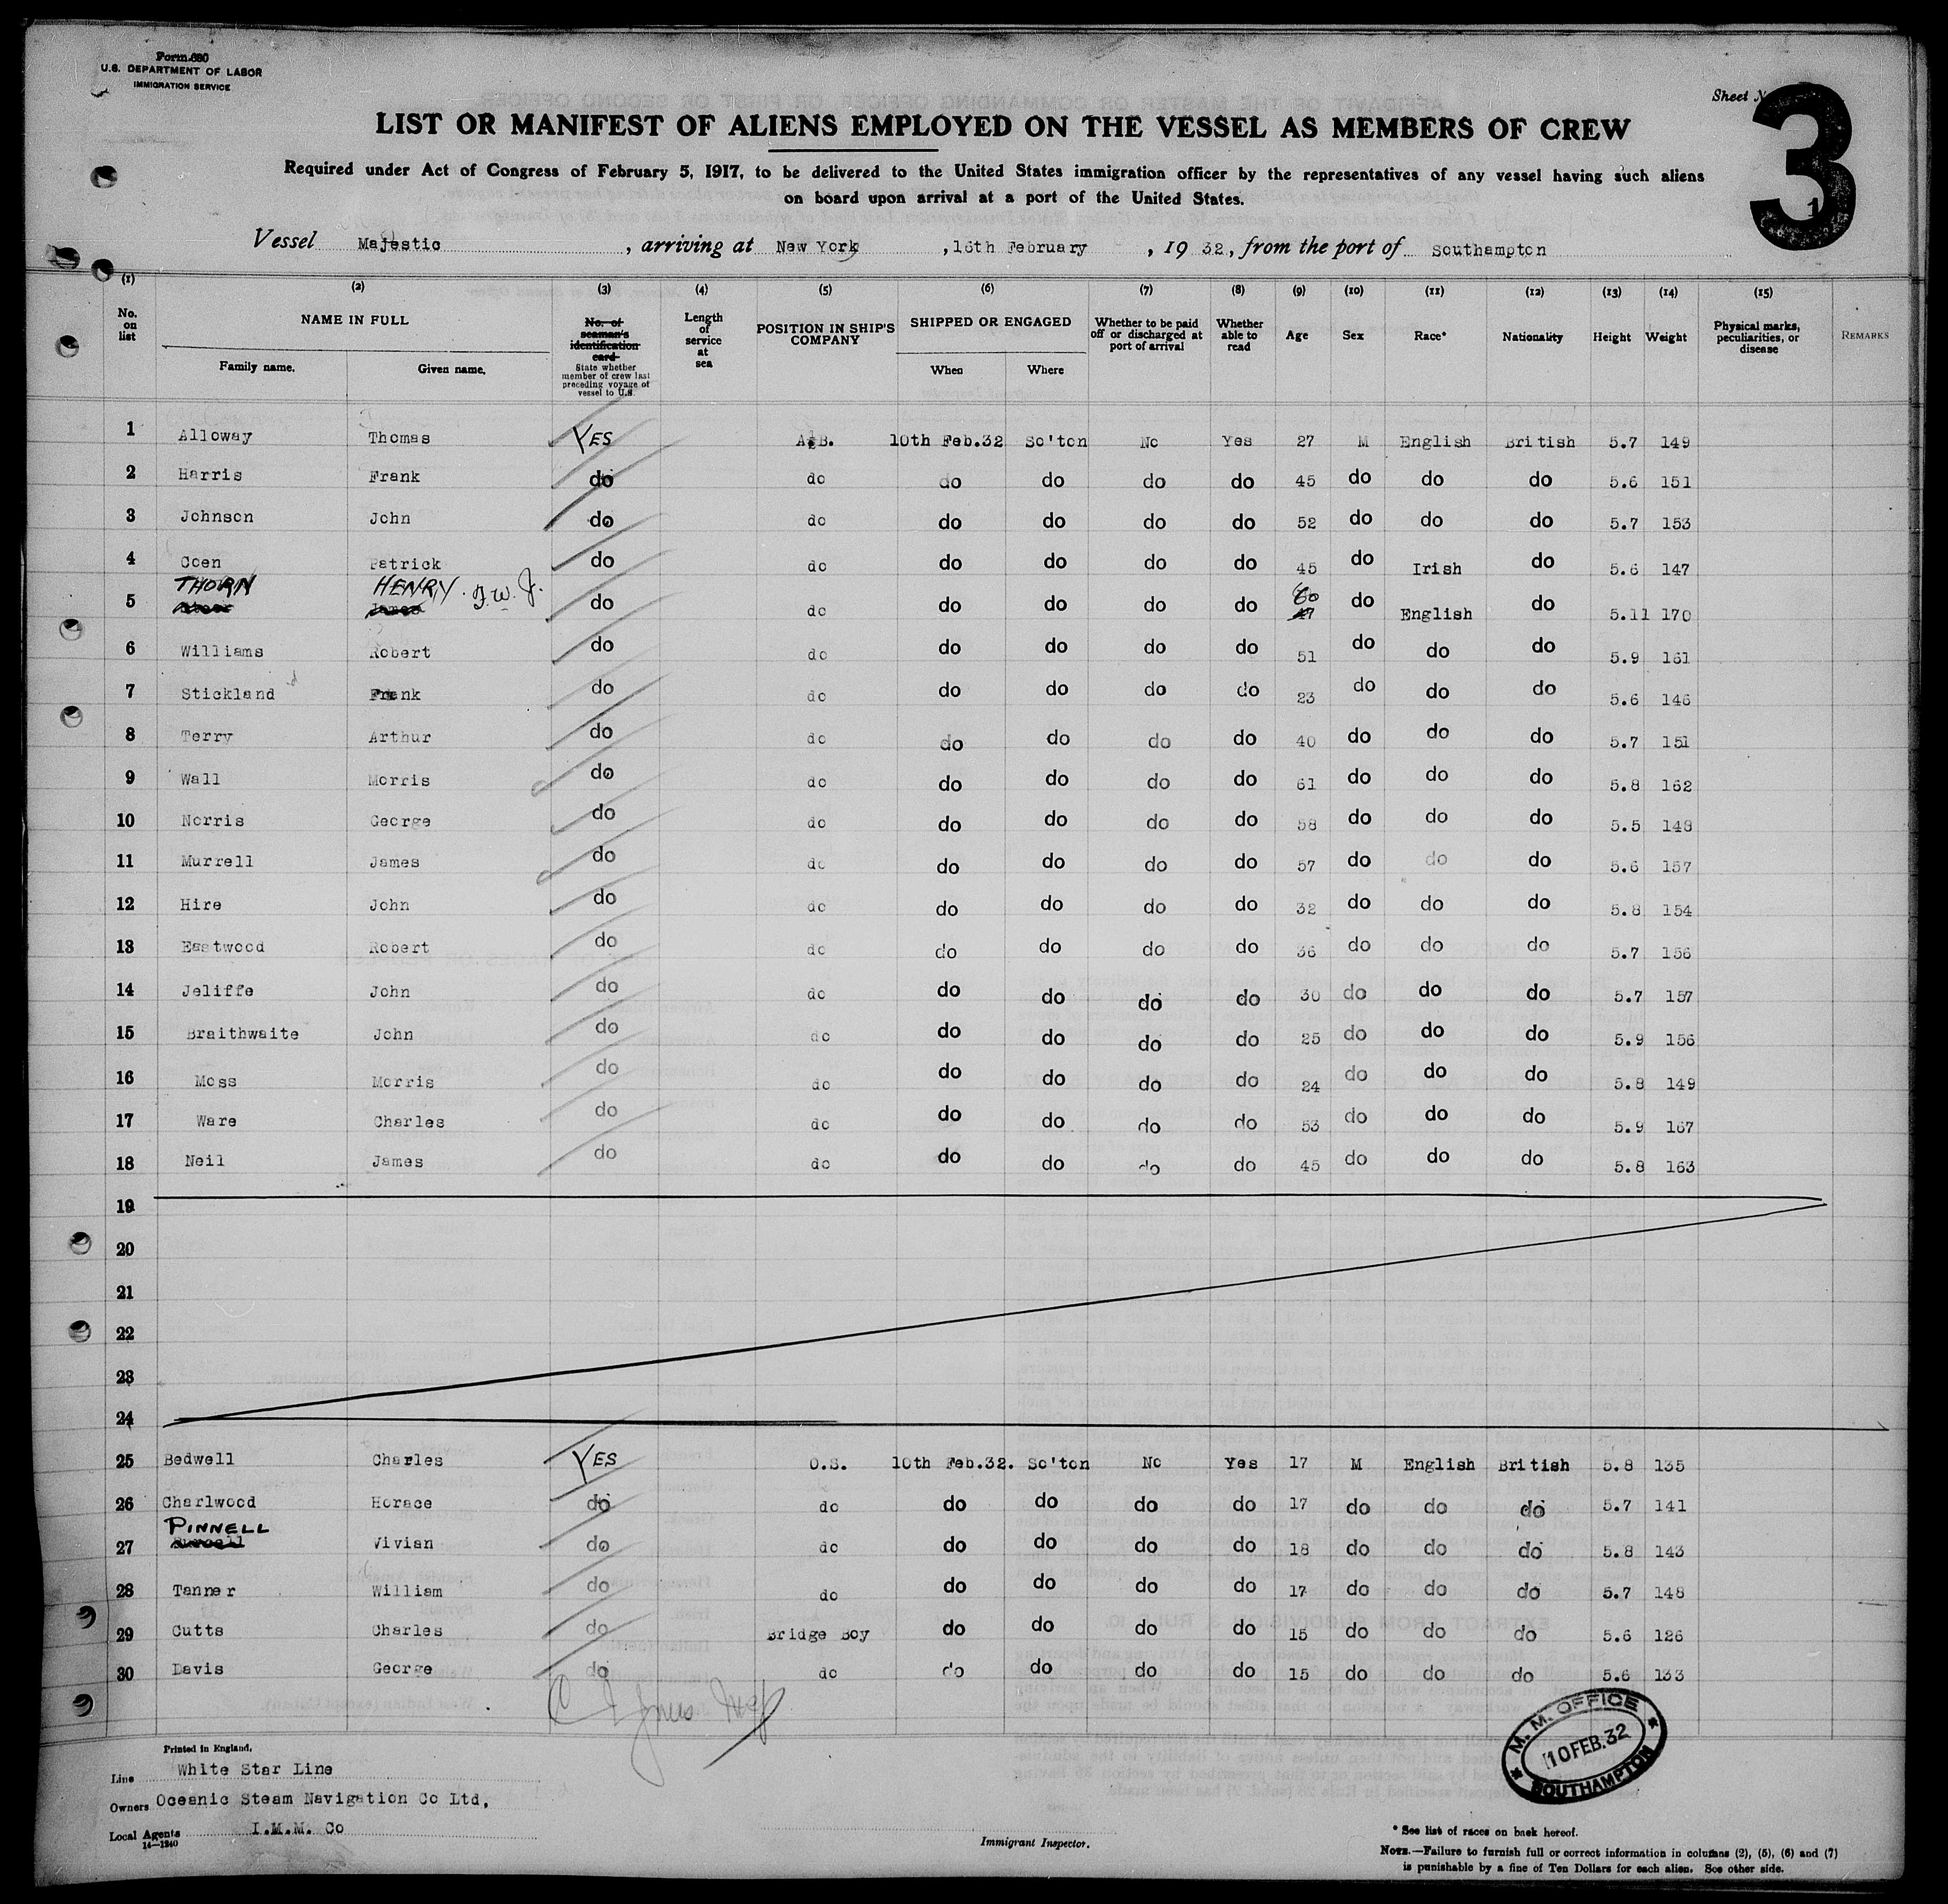 Form 680
U.S. DEPARTMENT OF LABOR
IMMIGRATION SERVICE
Sheet
3
1
LIST OR MANIFEST OF ALIENS EMPLOYED ON THE VESSEL AS MEMBERS OF CREW
Required under Act of Congress of February 5, 1917, to be delivered to the United States immigration officer by the representatives of any vessel having such aliens
on board upon arrival at a port of the United States.
Vessel Majestic, arriving at New York, 16th February, 19 32, from the port of Southampton
(1) (2) (3) (4) (5) (6) (7) (8) (9) (10) (11) (12) (13) (14) (15)
No. on list NAME IN FULL Family name. Given name. No. of seaman's identification card State whether member of crew last preceding voyage of vessel to U.S. Length of service at sea POSITION IN SHIP'S COMPANY SHIPPED OR ENGAGED When Where Whether to be paid off or discharged at port of arrival Whether able to read Age Sex Race* Nationality Height Weight Physical marks, peculiarities, or disease REMARKS
1 Alloway Thomas YES A.B. 10th Feb.32 So'ton No Yes 27 M English British 5.7 149
2 Harris Frank do do do do do do 45 do do do 5.6 151
3 Johnson John do do do do do do 52 do do do 5.7 153
4 Coen Patrick do do do do do do 45 do Irish do 5.6 147
5 THORN HENRY. F.W.J. do do do do do do 60 47 do English do 5.11 170
6 Williams Robert do do do do do do 51 do do do 5.9 161
7 Stickland Frank do do do do do do 23 do do do 5.6 146
8 Terry Arthur do do do do do do 40 do do do 5.7 151
9 Wall Morris do do do do do do 61 do do do 5.8 162
10 Norris George do do do do do do 58 do do do 5.5 148
11 Murrell James do do do do do do 57 do do do 5.6 157
12 Hire John do do do do do do 32 do do do 5.8 154
13 Eastwood Robert do do do do do do 36 do do do 5.7 156
14 Jeliffe John do do do do do do 30 do do do 5.7 157
15 Braithwaite John do do do do do do 25 do do do 5.9 156
16 Moss Morris do do do do do do 24 do do do 5.8 149
17 Ware Charles do do do do do do 53 do do do 5.9 167
18 Neil James do do do do do do 45 do do do 5.8 163
19
20
21
22
23
24
25 Bedwell Charles YES O.S. 10th Feb.32. So'ton No Yes 17 M English British 5.8 135
26 Charlwood Horace do do do do do do 17 do do do 5.7 141
27 PINNELL Vivian do do do do do do 18 do do do 5.8 143
28 Tanner William do do do do do do 17 do do do 5.7 148
29 Cutts Charles do Bridge Boy do do do do 15 do do do 5.6 126
30 Davis George do do do do do do 15 do do do 5.6 133
M. M. OFFICE
10 FEB. 32
SOUTHAMPTON
Printed in England.
Line White Star Line
Owners Oceanic Steam Navigation Co Ltd,
Local Agents I.M.M. Co
14—1240
Immigrant Inspector.
* See list of races on back hereof.
NOTE.—Failure to furnish full or correct information in columns (2), (5), (6) and (7)
is punishable by a fine of Ten Dollars for each alien. See other side.